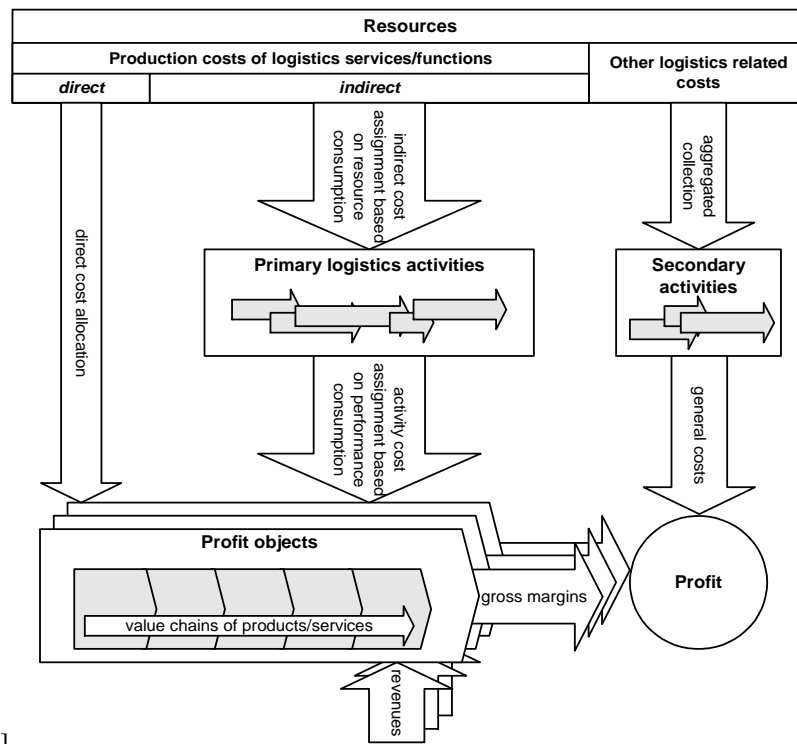 Resources
Production costs of logistics services/functions
Other logistics related
costs
direct
indirect
direct cost allocation
indirect cost
assignment based
on resource
consumption
aggregated
collection
Primary logistics activities
Secondary
activities
activity cost
assignment based
on performance
consumption
general costs
Profit objects
value chains of products/services
gross margins
Profit
revenues
]